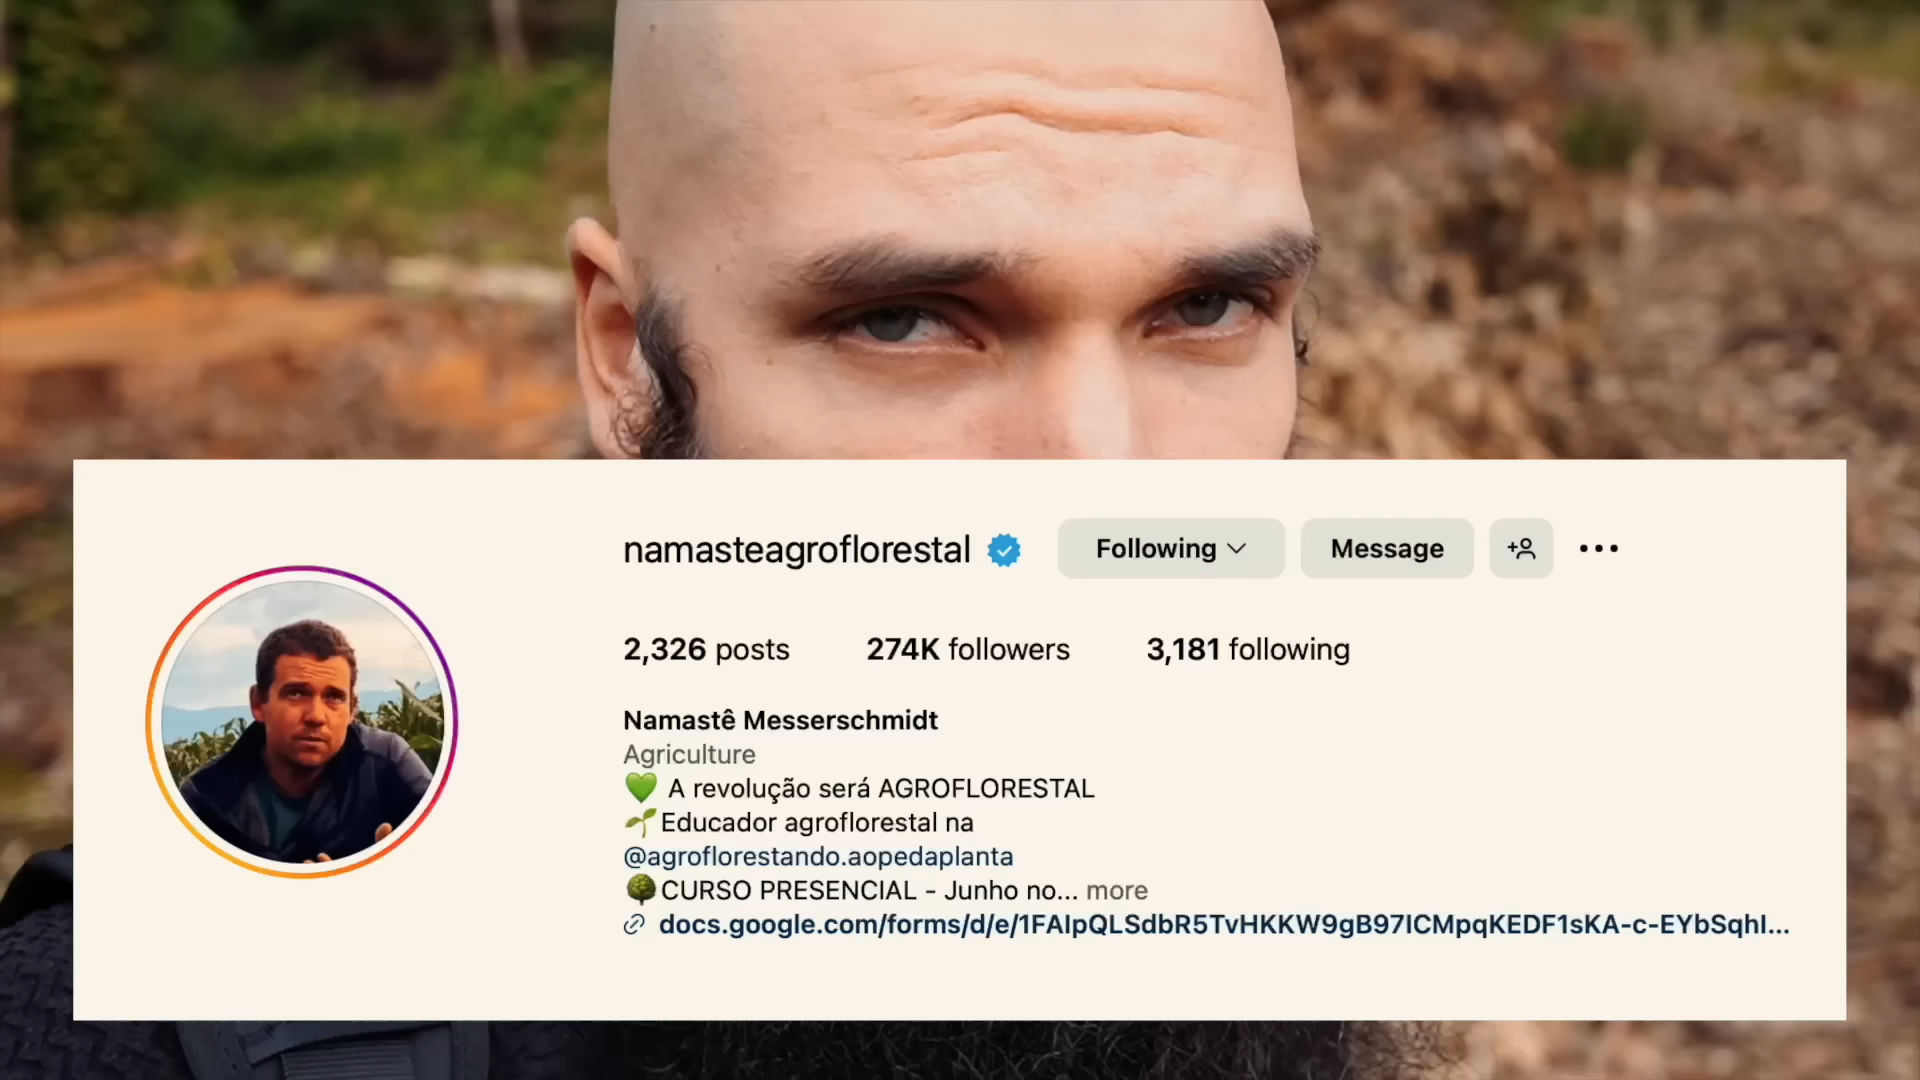 namasteagroflorestal
Following
Message
2,326 posts
274K followers
3,181 following
Namastê Messerschmidt
Agriculture
💚 A revolução será AGROFLORESTAL
🌱Educador agroflorestal na
@agroflorestando.aopedaplanta
🌳CURSO PRESENCIAL - Junho no... more
docs.google.com/forms/d/e/1FAIpQLSdbR5TvHKKW9gB97ICMpqKEDF1sKA-c-EYbSqhI...